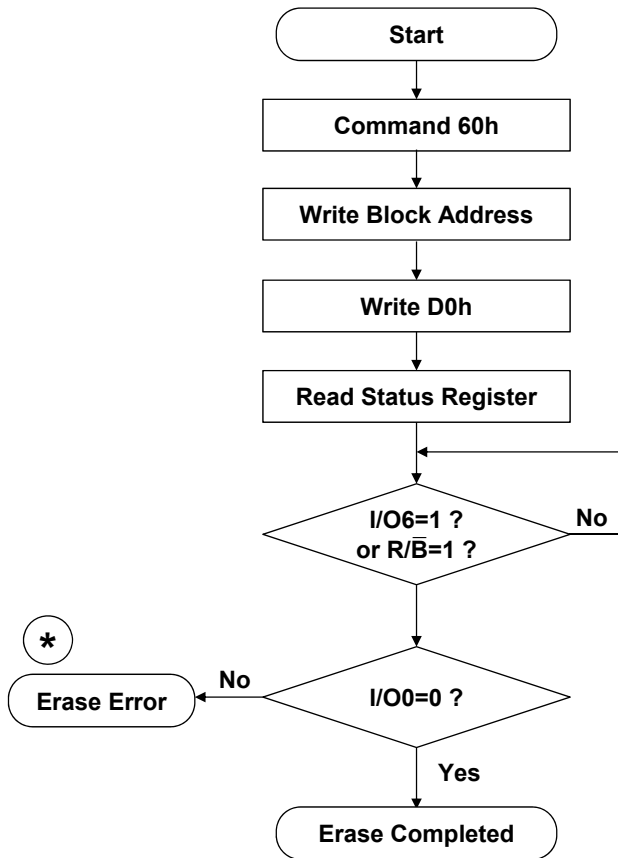 Start
Command 60h
Write Block Address
Write D0h
Read Status Register
I/O6=1 ?
or R/B̅=1 ?
No
*
No
Erase Error
I/O0=0 ?
Yes
Erase Completed